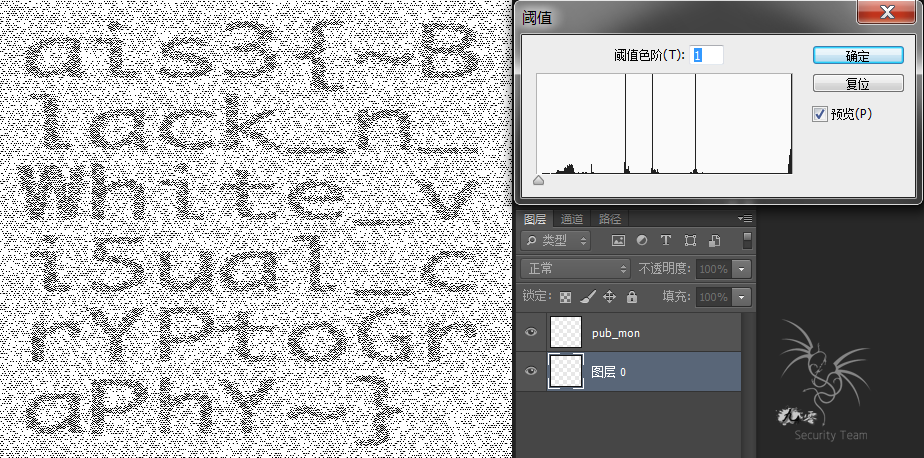 ais3{~B
lack_n_
White_v
i5ual_c
rYPtoGr
aPhY~}
阈值
阈值色阶(T): 1
确定
复位
预览(P)
图层 通道 路径
类型
正常 不透明度: 100%
锁定: 填充: 100%
pub_mon
图层 0
Security Team